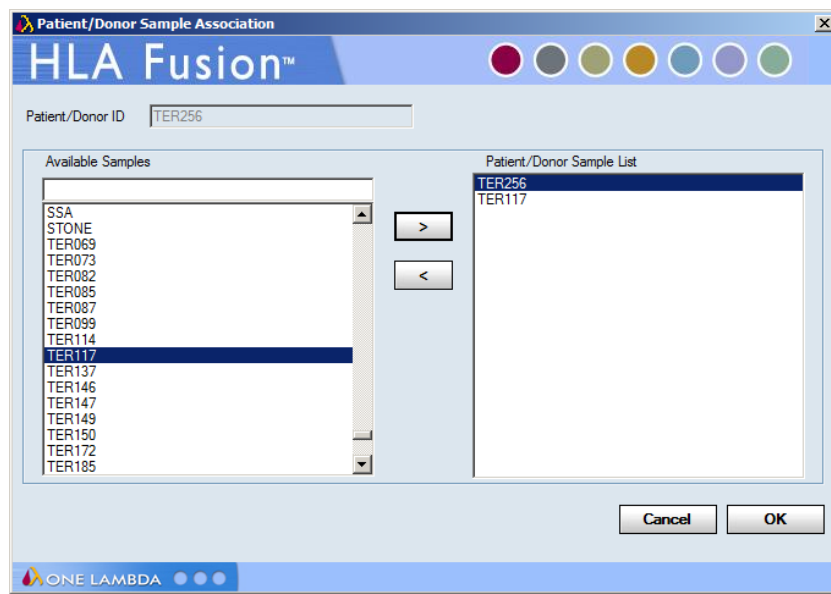 Patient/Donor Sample Association
HLA Fusion™
Patient/Donor ID TER256
Available Samples
SSA
STONE
TER069
TER073
TER082
TER085
TER087
TER099
TER114
TER117
TER137
TER146
TER147
TER149
TER150
TER172
TER185
>
<
Patient/Donor Sample List
TER256
TER117
Cancel OK
ONE LAMBDA